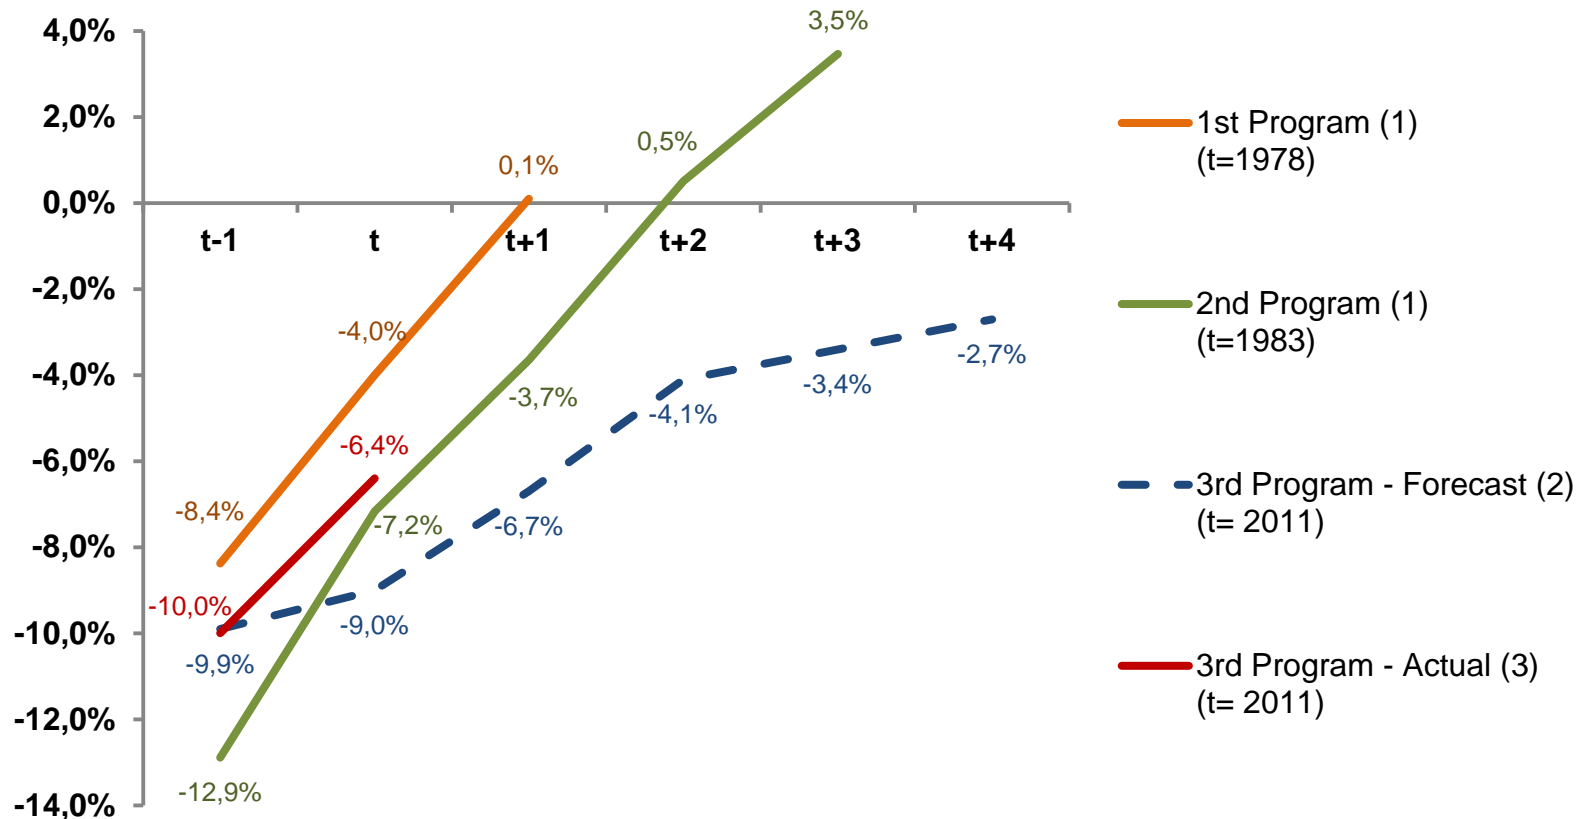 4,0%
2,0%
0,0%
-2,0%
-4,0%
-6,0%
-8,0%
-10,0%
-12,0%
-14,0%
t-1
t
t+1
t+2
t+3
t+4
-8,4%
-4,0%
0,1%
-12,9%
-7,2%
-3,7%
0,5%
3,5%
-9,9%
-9,0%
-6,7%
-4,1%
-3,4%
-2,7%
-10,0%
-6,4%
1st Program (1)
(t=1978)
2nd Program (1)
(t=1983)
3rd Program - Forecast (2)
(t= 2011)
3rd Program - Actual (3)
(t= 2011)